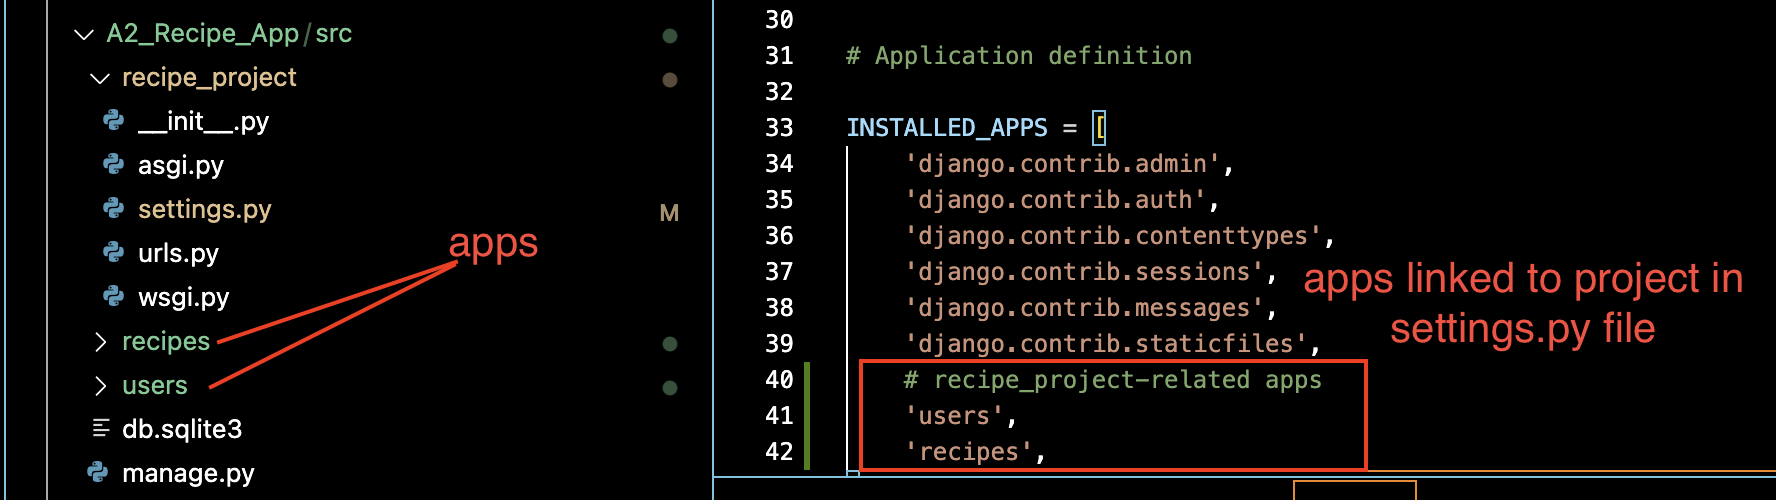 A2_Recipe_App / src
recipe_project
__init__.py
asgi.py
settings.py M
urls.py
wsgi.py
recipes
users
db.sqlite3
manage.py
apps
30
31 # Application definition
32
33 INSTALLED_APPS = [
34 'django.contrib.admin',
35 'django.contrib.auth',
36 'django.contrib.contenttypes',
37 'django.contrib.sessions',
38 'django.contrib.messages',
39 'django.contrib.staticfiles',
40 # recipe_project-related apps
41 'users',
42 'recipes',
apps linked to project in
settings.py file